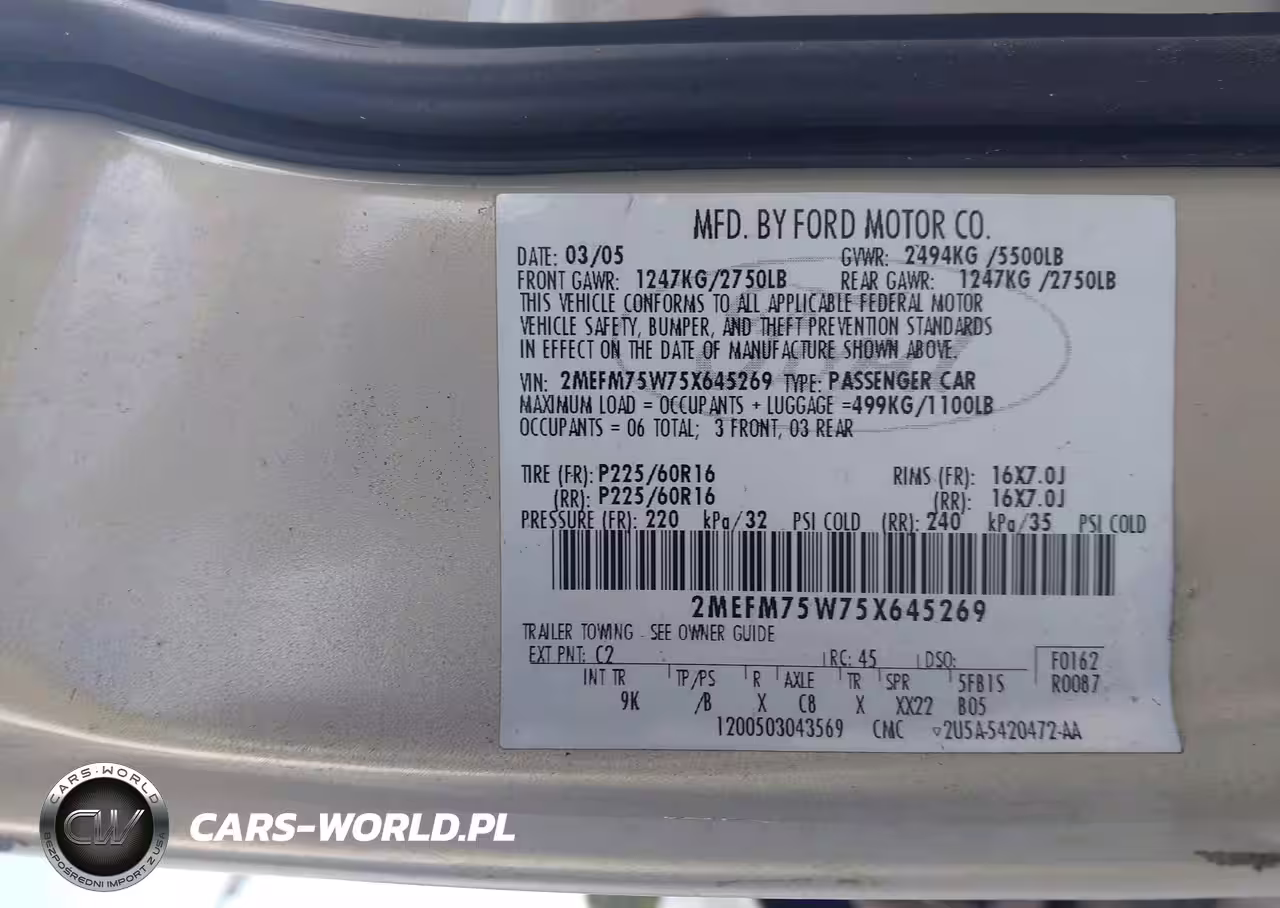 MFD. BY FORD MOTOR CO.
DATE: 03/05 GVWR: 2494KG /5500LB
FRONT GAWR: 1247KG/2750LB REAR GAWR: 1247KG /2750LB
THIS VEHICLE CONFORMS TO ALL APPLICABLE FEDERAL MOTOR
VEHICLE SAFETY, BUMPER, AND THEFT PREVENTION STANDARDS
IN EFFECT ON THE DATE OF MANUFACTURE SHOWN ABOVE.
VIN: 2MEFM75W75X645269 TYPE: PASSENGER CAR
MAXIMUM LOAD = OCCUPANTS + LUGGAGE =499KG/1100LB
OCCUPANTS = 06 TOTAL; 3 FRONT, 03 REAR
TIRE (FR): P225/60R16 RIMS (FR): 16X7.0J
(RR): P225/60R16 (RR): 16X7.0J
PRESSURE (FR): 220 kPa/32 PSI COLD (RR): 240 kPa/35 PSI COLD
2MEFM75W75X645269
TRAILER TOWING - SEE OWNER GUIDE
EXT PNT: C2 RC: 45 DSO: F0162
INT TR TP/PS R AXLE TR SPR 5FB1S R0087
9K /B X C8 X XX22 B05
1200503043569 CMC 2U5A-5420472-AA
CARS-WORLD
CW
BEZPOŚREDNI IMPORT Z USA
CARS-WORLD.PL